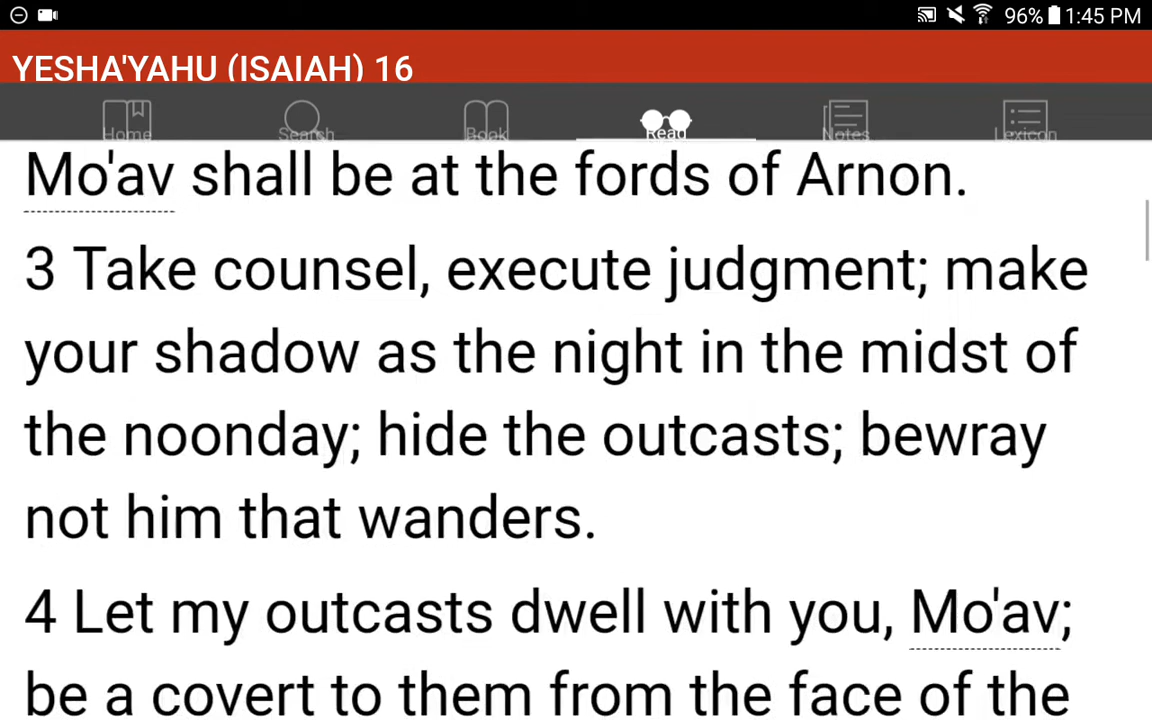 96% 1:45 PM
YESHA'YAHU (ISAIAH) 16
Home Search Book Read Notes Lexicon
Mo'av shall be at the fords of Arnon.
3 Take counsel, execute judgment; make
your shadow as the night in the midst of
the noonday; hide the outcasts; bewray
not him that wanders.
4 Let my outcasts dwell with you, Mo'av;
be a covert to them from the face of the